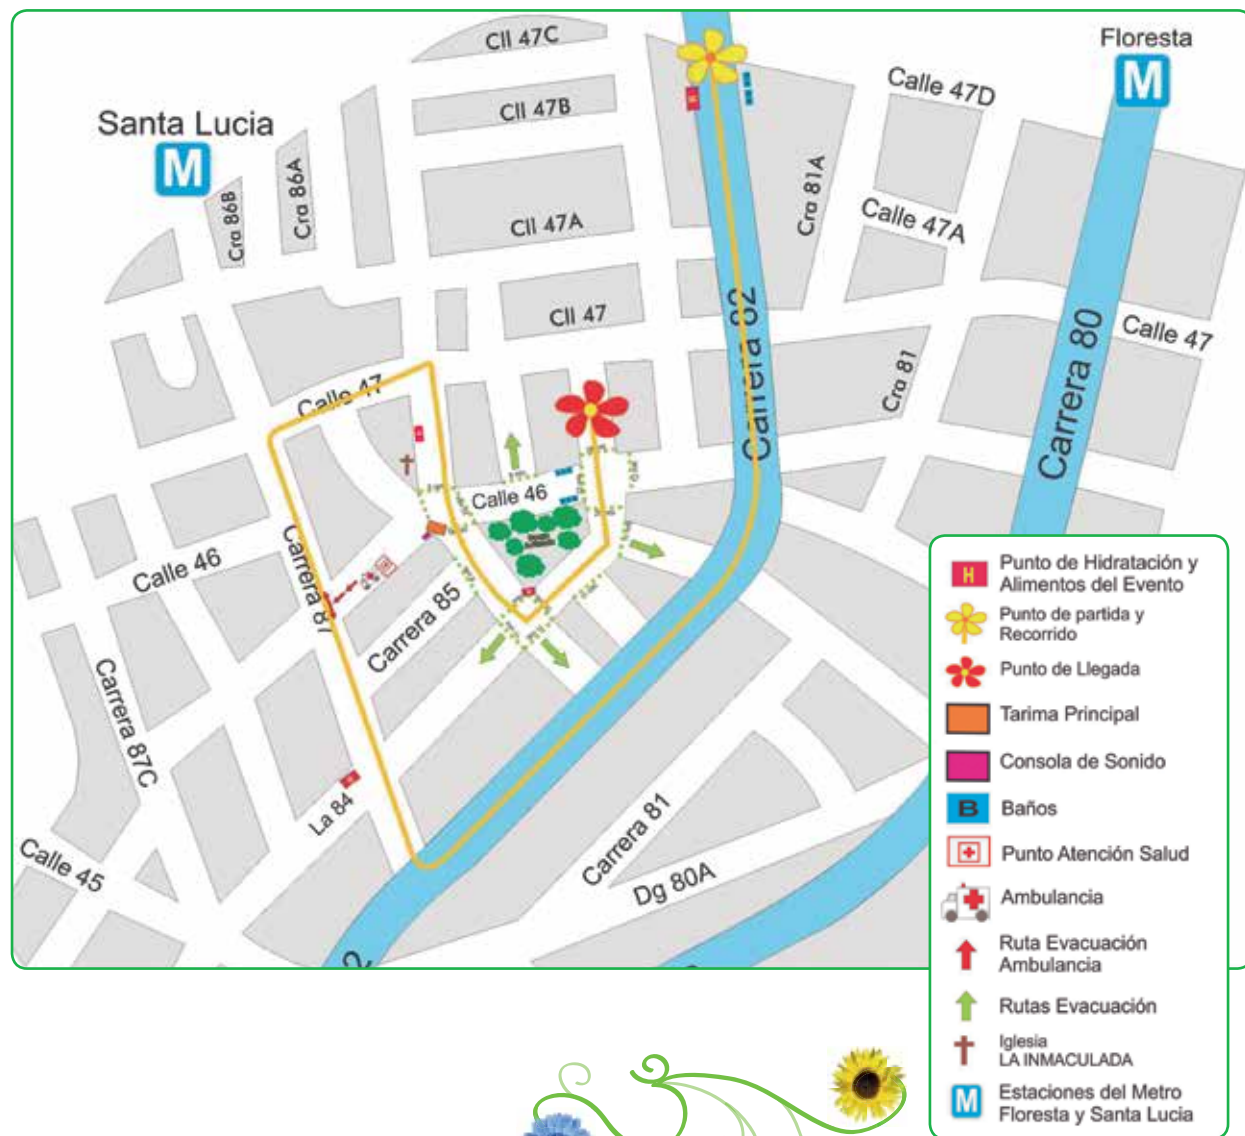 Cll 47C
Floresta
M
Calle 47D
Cll 47B
Santa Lucia
M
H
Cra 86B
Cra 86A
Cll 47A
Cra 81A
Calle 47A
Cll 47
Carrera 82
Carrera 80
Calle 47
Cra 81
Calle 47
H
Calle 46
Calle 46
Carrera 87
Carrera 85
H
Carrera 87C
H
La 84
Carrera 81
Calle 45
Dg 80A
2
H
Punto de Hidratación y
Alimentos del Evento
Punto de partida y
Recorrido
Punto de Llegada
Tarima Principal
Consola de Sonido
B
Baños
Punto Atención Salud
Ambulancia
Ruta Evacuación
Ambulancia
Rutas Evacuación
Iglesia
LA INMACULADA
M
Estaciones del Metro
Floresta y Santa Lucia